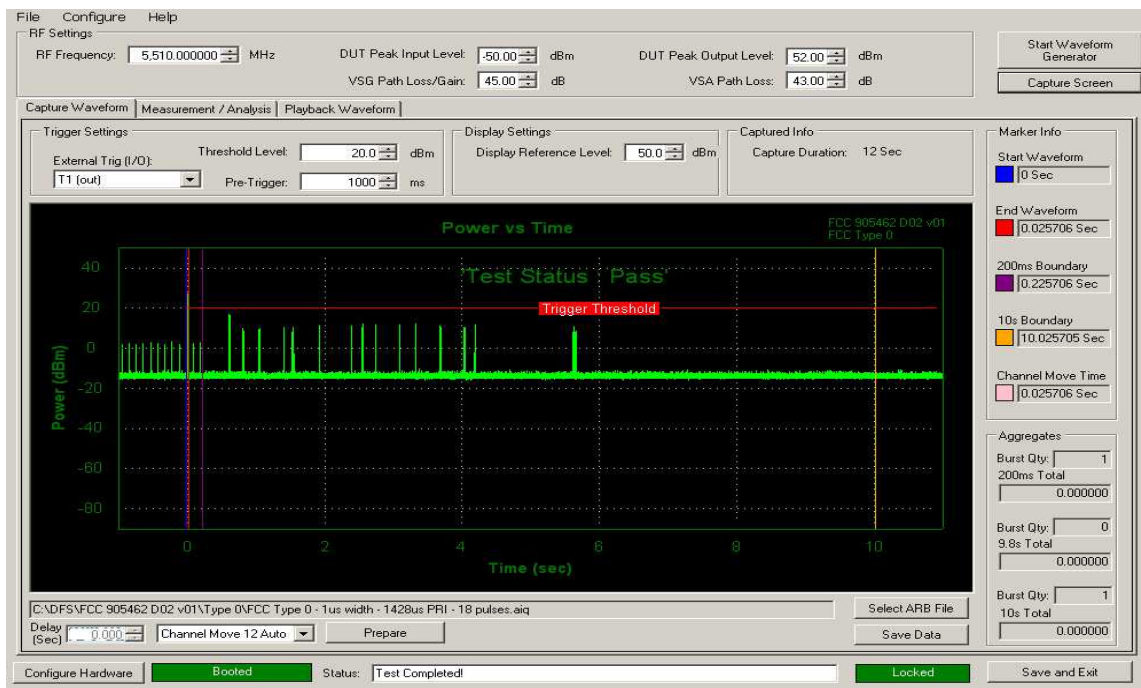 File Configure Help
RF Settings
RF Frequency: 5,510.000000 MHz DUT Peak Input Level: -50.00 dBm DUT Peak Output Level: 52.00 dBm
VSG Path Loss/Gain: 45.00 dB VSA Path Loss: 43.00 dB
Start Waveform
Generator
Capture Screen
Capture Waveform Measurement / Analysis Playback Waveform
Trigger Settings
External Trig (I/O):
T1 (out)
Threshold Level: 20.0 dBm
Pre-Trigger: 1000 ms
Display Settings
Display Reference Level: 50.0 dBm
Captured Info
Capture Duration: 12 Sec
Power vs Time
FCC 905462 D02 v01
FCC Type 0
'Test Status : Pass'
Trigger Threshold
Power (dBm)
40
20
0
-20
-40
-60
-80
0 2 4 6 8 10
Time (sec)
Marker Info
Start Waveform
0 Sec
End Waveform
0.025706 Sec
200ms Boundary
0.225706 Sec
10s Boundary
10.025705 Sec
Channel Move Time
0.025706 Sec
Aggregates
Burst Qty: 1
200ms Total
0.000000
Burst Qty: 0
9.8s Total
0.000000
Burst Qty: 1
10s Total
0.000000
C:\DFS\FCC 905462 D02 v01\Type 0\FCC Type 0 - 1us width - 1428us PRI - 18 pulses.aiq
Select ARB File
Delay
(Sec) 0.000 Channel Move 12 Auto Prepare
Save Data
Configure Hardware Booted Status: Test Completed! Locked Save and Exit